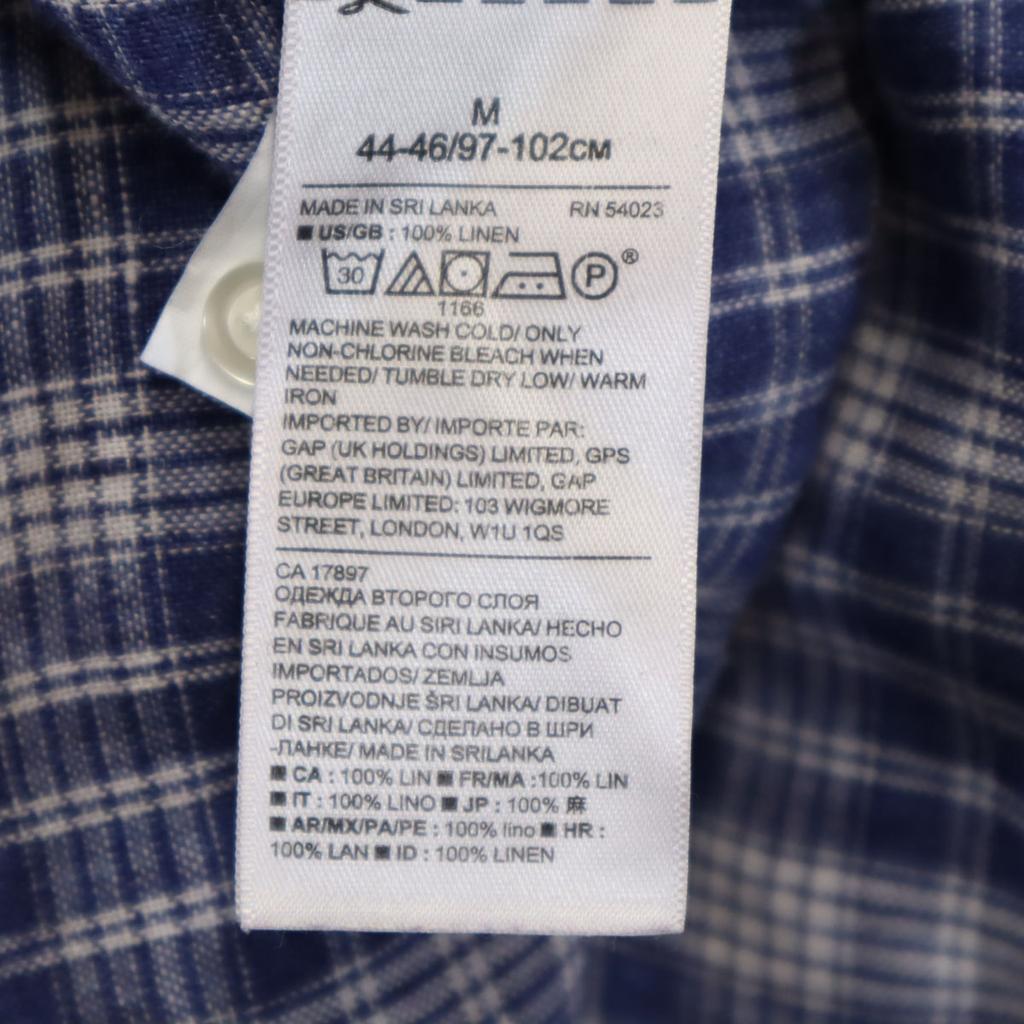 M
44-46/97-102CM
MADE IN SRI LANKA RN 54023
■ US/GB : 100% LINEN
30 P ®
1166
MACHINE WASH COLD/ ONLY
NON-CHLORINE BLEACH WHEN
NEEDED/ TUMBLE DRY LOW/ WARM
IRON
IMPORTED BY/ IMPORTE PAR:
GAP (UK HOLDINGS) LIMITED, GPS
(GREAT BRITAIN) LIMITED, GAP
EUROPE LIMITED: 103 WIGMORE
STREET, LONDON, W1U 1QS
CA 17897
ОДЕЖДА ВТОРОГО СЛОЯ
FABRIQUE AU SIRI LANKA/ HECHO
EN SRI LANKA CON INSUMOS
IMPORTADOS/ ZEMLJA
PROIZVODNJE ŠRI LANKA/ DIBUAT
DI SRI LANKA/ СДЕЛАНО В ШРИ
-ЛАНКЕ/ MADE IN SRILANKA
■ CA : 100% LIN ■ FR/MA :100% LIN
■ IT : 100% LINO ■ JP : 100% 麻
■ AR/MX/PA/PE : 100% lino ■ HR :
100% LAN ■ ID : 100% LINEN